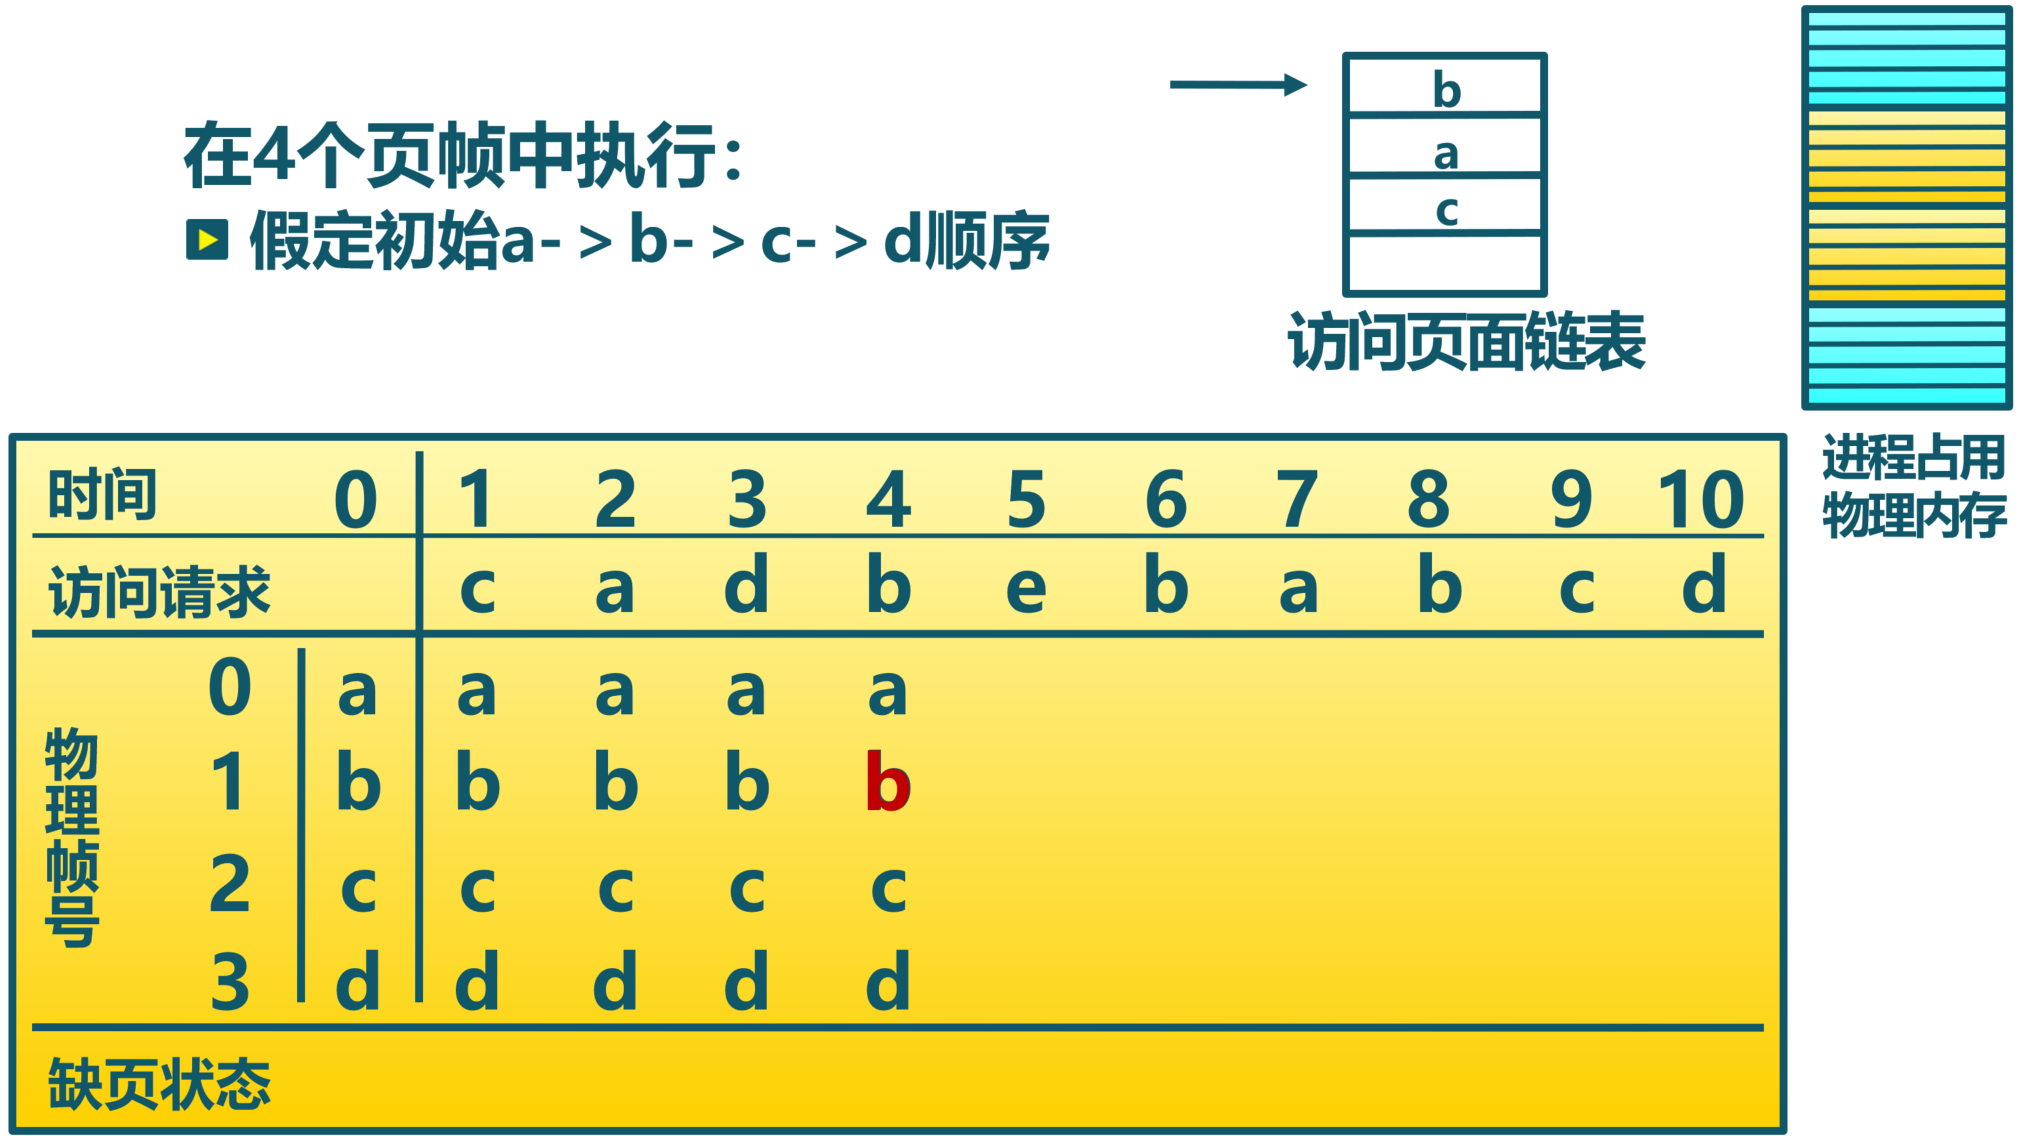 在4个页帧中执行：
假定初始a->b->c->d顺序
b
a
c
访问页面链表
进程占用
物理内存
时间 0 1 2 3 4 5 6 7 8 9 10
访问请求 c a d b e b a b c d
物理帧号
0 a a a a a
1 b b b b b
2 c c c c c
3 d d d d d
缺页状态